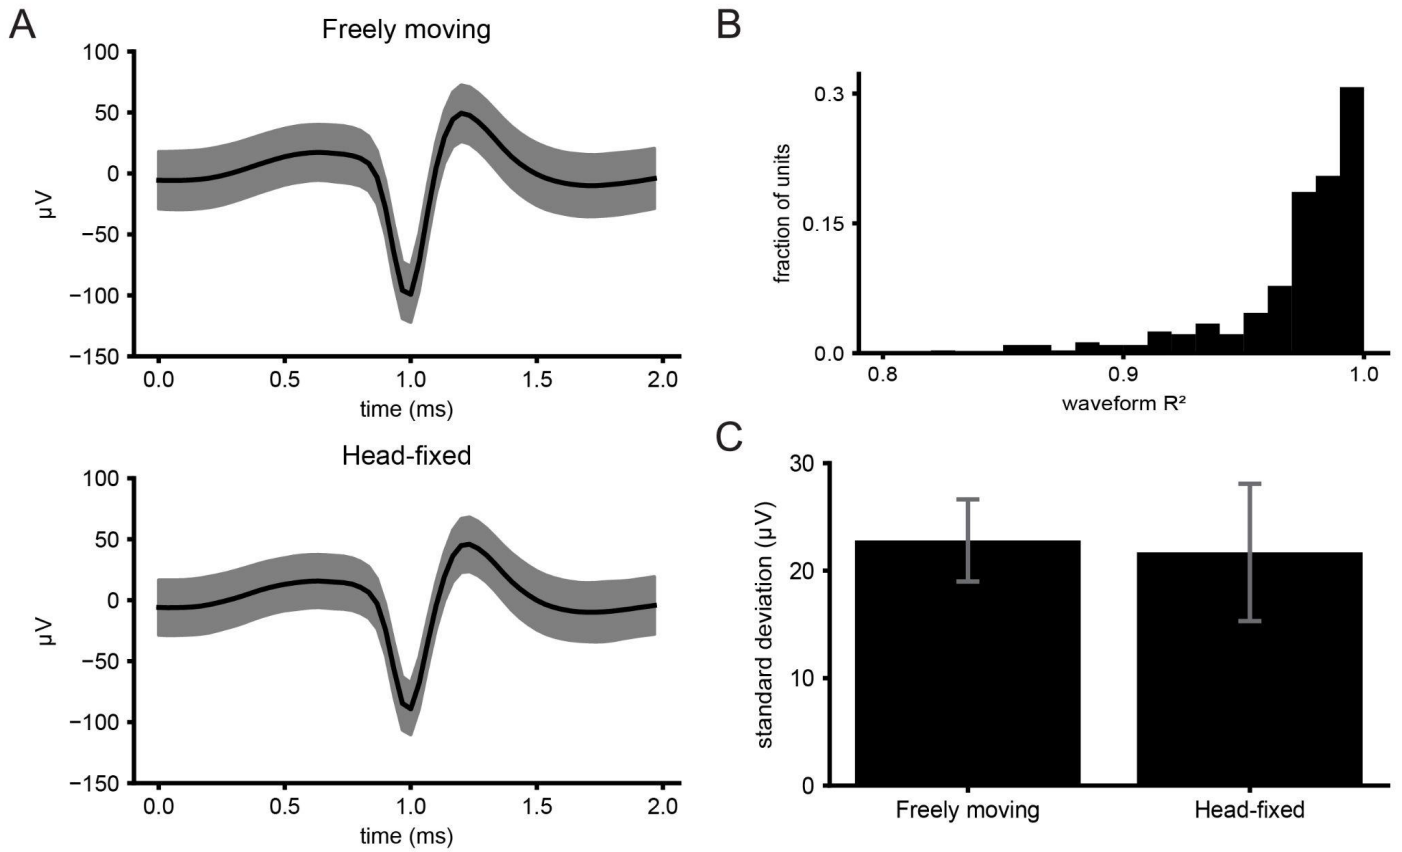 A
Freely moving
100
50
0
−50
−100
−150
µV
0.0 0.5 1.0 1.5 2.0
time (ms)
Head-fixed
100
50
0
−50
−100
−150
µV
0.0 0.5 1.0 1.5 2.0
time (ms)
B
0.3
0.15
0.0
fraction of units
0.8 0.9 1.0
waveform R²
C
30
20
10
0
standard deviation (µV)
Freely moving Head-fixed